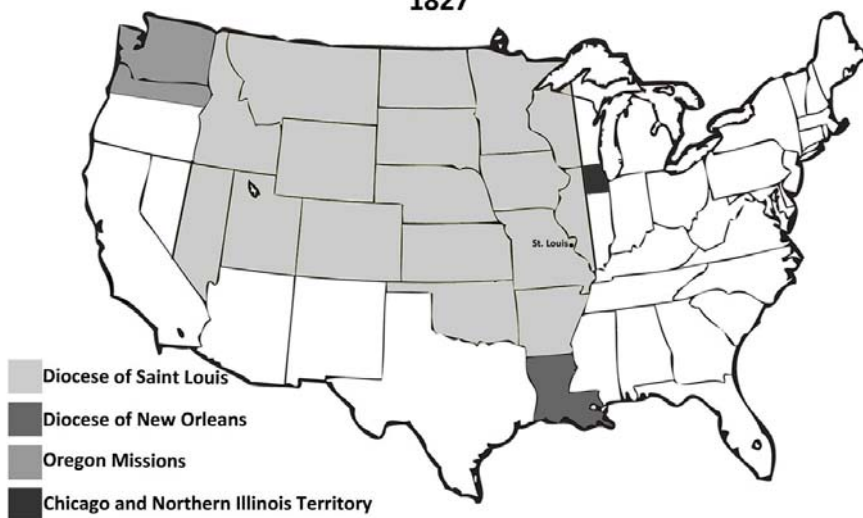 1827
St. Louis
Diocese of Saint Louis
Diocese of New Orleans
Oregon Missions
Chicago and Northern Illinois Territory